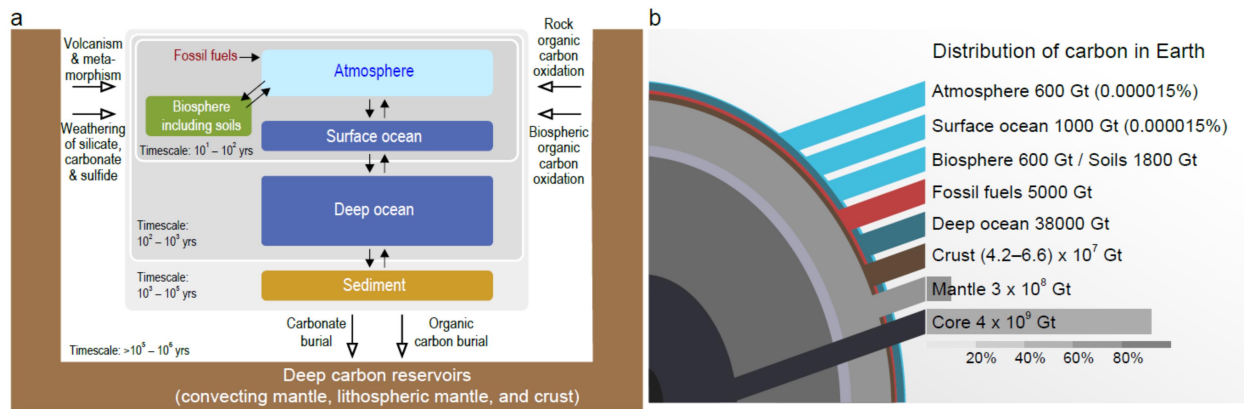 a
Volcanism
& meta-
morphism
Weathering
of silicate,
carbonate
& sulfide
Fossil fuels
Atmosphere
Biosphere
including soils
Surface ocean
Timescale: 10¹ – 10² yrs
Deep ocean
Timescale:
10² – 10³ yrs
Timescale:
10³ – 10⁵ yrs
Sediment
Rock
organic
carbon
oxidation
Biospheric
organic
carbon
oxidation
Carbonate
burial
Organic
carbon burial
Timescale: >10⁵ – 10⁶ yrs
Deep carbon reservoirs
(convecting mantle, lithospheric mantle, and crust)
b
Distribution of carbon in Earth
Atmosphere 600 Gt (0.000015%)
Surface ocean 1000 Gt (0.000015%)
Biosphere 600 Gt / Soils 1800 Gt
Fossil fuels 5000 Gt
Deep ocean 38000 Gt
Crust (4.2–6.6) x 10⁷ Gt
Mantle 3 x 10⁸ Gt
Core 4 x 10⁹ Gt
20% 40% 60% 80%